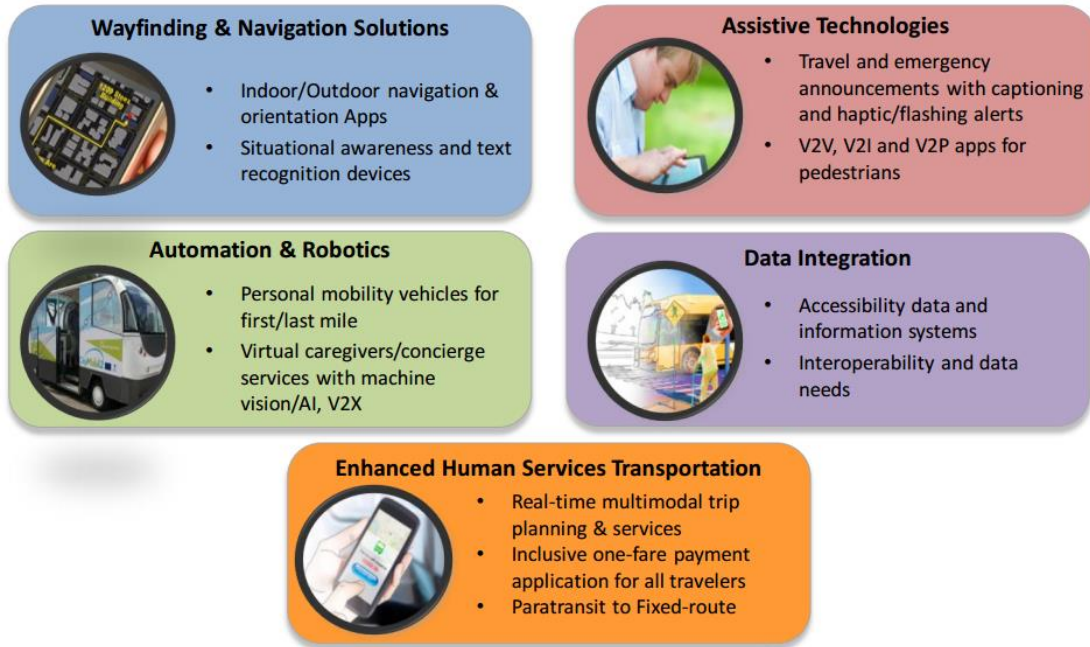 Wayfinding & Navigation Solutions
• Indoor/Outdoor navigation &
orientation Apps
• Situational awareness and text
recognition devices
Assistive Technologies
• Travel and emergency
announcements with captioning
and haptic/flashing alerts
• V2V, V2I and V2P apps for
pedestrians
Automation & Robotics
• Personal mobility vehicles for
first/last mile
• Virtual caregivers/concierge
services with machine
vision/AI, V2X
Data Integration
• Accessibility data and
information systems
• Interoperability and data
needs
Enhanced Human Services Transportation
• Real-time multimodal trip
planning & services
• Inclusive one-fare payment
application for all travelers
• Paratransit to Fixed-route